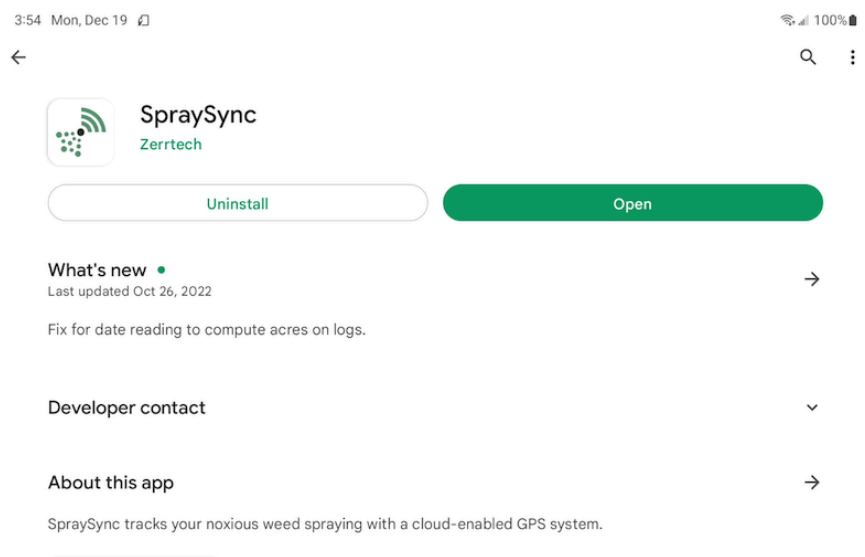 3:54 Mon, Dec 19
100%
SpraySync
Zerrtech
Uninstall
Open
What's new
Last updated Oct 26, 2022
Fix for date reading to compute acres on logs.
Developer contact
About this app
SpraySync tracks your noxious weed spraying with a cloud-enabled GPS system.